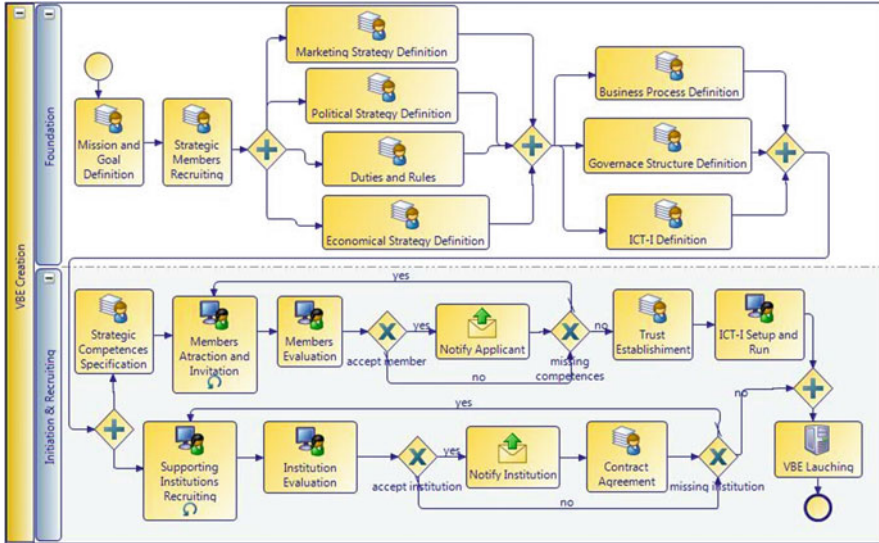 VBE Creation
Foundation
Mission and
Goal
Definition
Strategic
Members
Recruiting
Marketing Strategy Definition
Political Strategy Definition
Duties and Rules
Economical Strategy Definition
Business Process Definition
Governace Structure Definition
ICT-I Definition
Initiation & Recruiting
yes
Strategic
Competences
Specification
Members
Atraction and
Invitation
Members
Evaluation
accept member
yes
Notify Applicant
no
missing
competences
no
Trust
Establishiment
ICT-I Setup and
Run
yes
Supporting
Institutions
Recruiting
Institution
Evaluation
accept institution
yes
Notify Institution
Contract
Agreement
no
missing institution
no
VBE Lauching